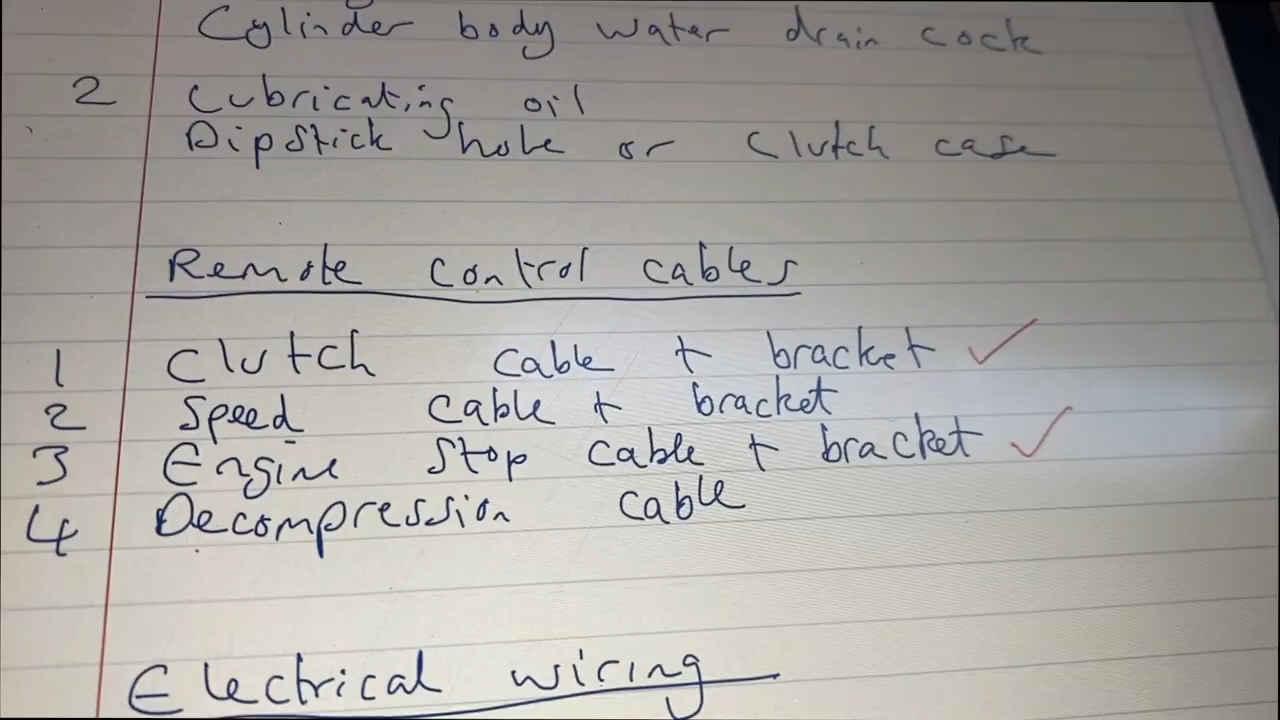 Cylinder body water drain cock
2 Lubricating oil
Dipstick hole or clutch case
Remote control cables
1 Clutch cable + bracket ✓
2 Speed cable + bracket
3 Engine stop cable + bracket ✓
4 Decompression cable
Electrical wiring